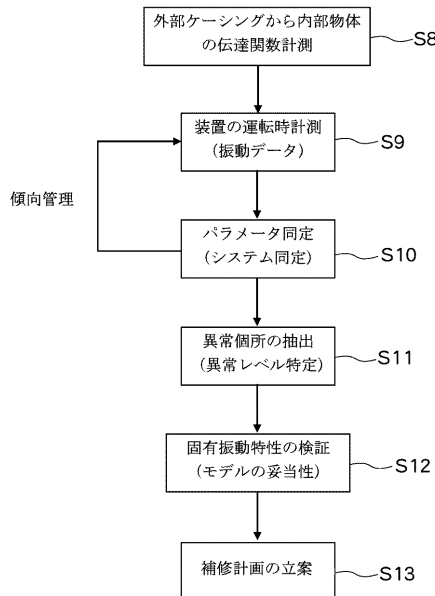 外部ケーシングから内部物体
の伝達関数計測
S8
装置の運転時計測
(振動データ)
S9
傾向管理
パラメータ同定
(システム同定)
S10
異常個所の抽出
(異常レベル特定)
S11
固有振動特性の検証
(モデルの妥当性)
S12
補修計画の立案
S13